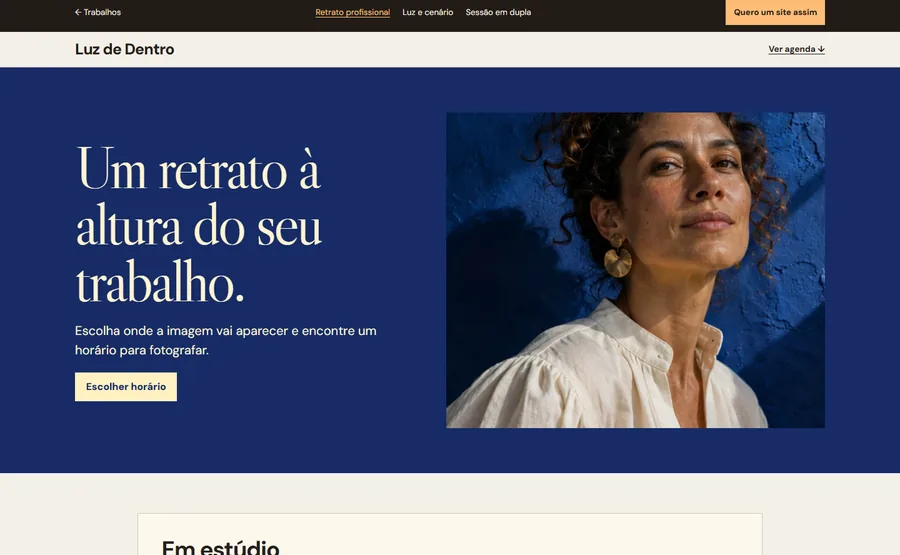 ← Trabalhos
Retrato profissional
Luz e cenário
Sessão em dupla
Quero um site assim
Luz de Dentro
Ver agenda ↓
Um retrato à
altura do seu
trabalho.
Escolha onde a imagem vai aparecer e encontre um
horário para fotografar.
Escolher horário
Em estúdio